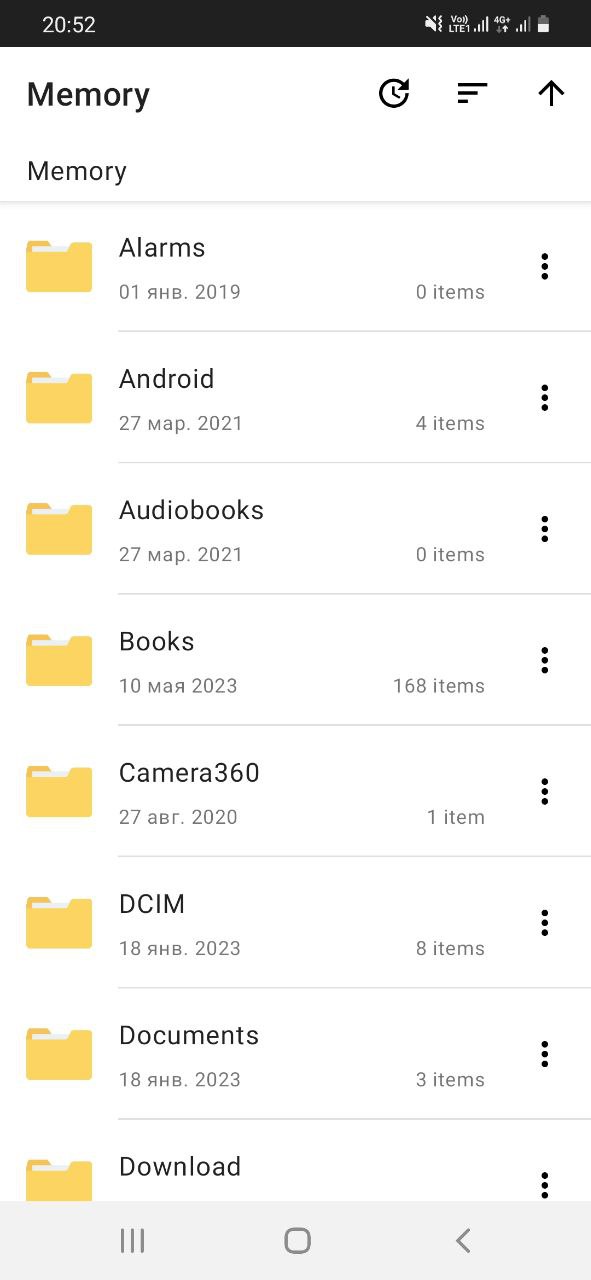 20:52
Vo)) 4G+
LTE1
Memory
Memory
Alarms
01 янв. 2019 0 items
Android
27 мар. 2021 4 items
Audiobooks
27 мар. 2021 0 items
Books
10 мая 2023 168 items
Camera360
27 авг. 2020 1 item
DCIM
18 янв. 2023 8 items
Documents
18 янв. 2023 3 items
Download